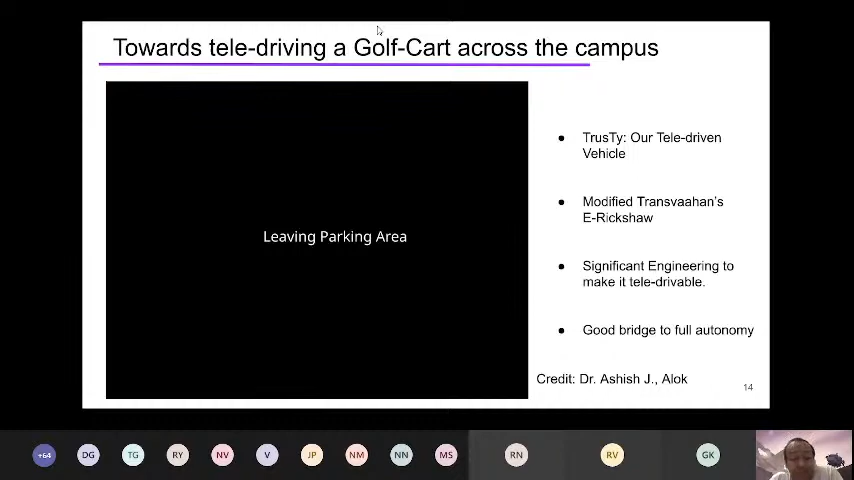 Towards tele-driving a Golf-Cart across the campus
Leaving Parking Area
● TrusTy: Our Tele-driven
Vehicle
● Modified Transvaahan's
E-Rickshaw
● Significant Engineering to
make it tele-drivable.
● Good bridge to full autonomy
Credit: Dr. Ashish J., Alok
14
+64 DG TG RY NV V JP NM NN MS RN RV GK